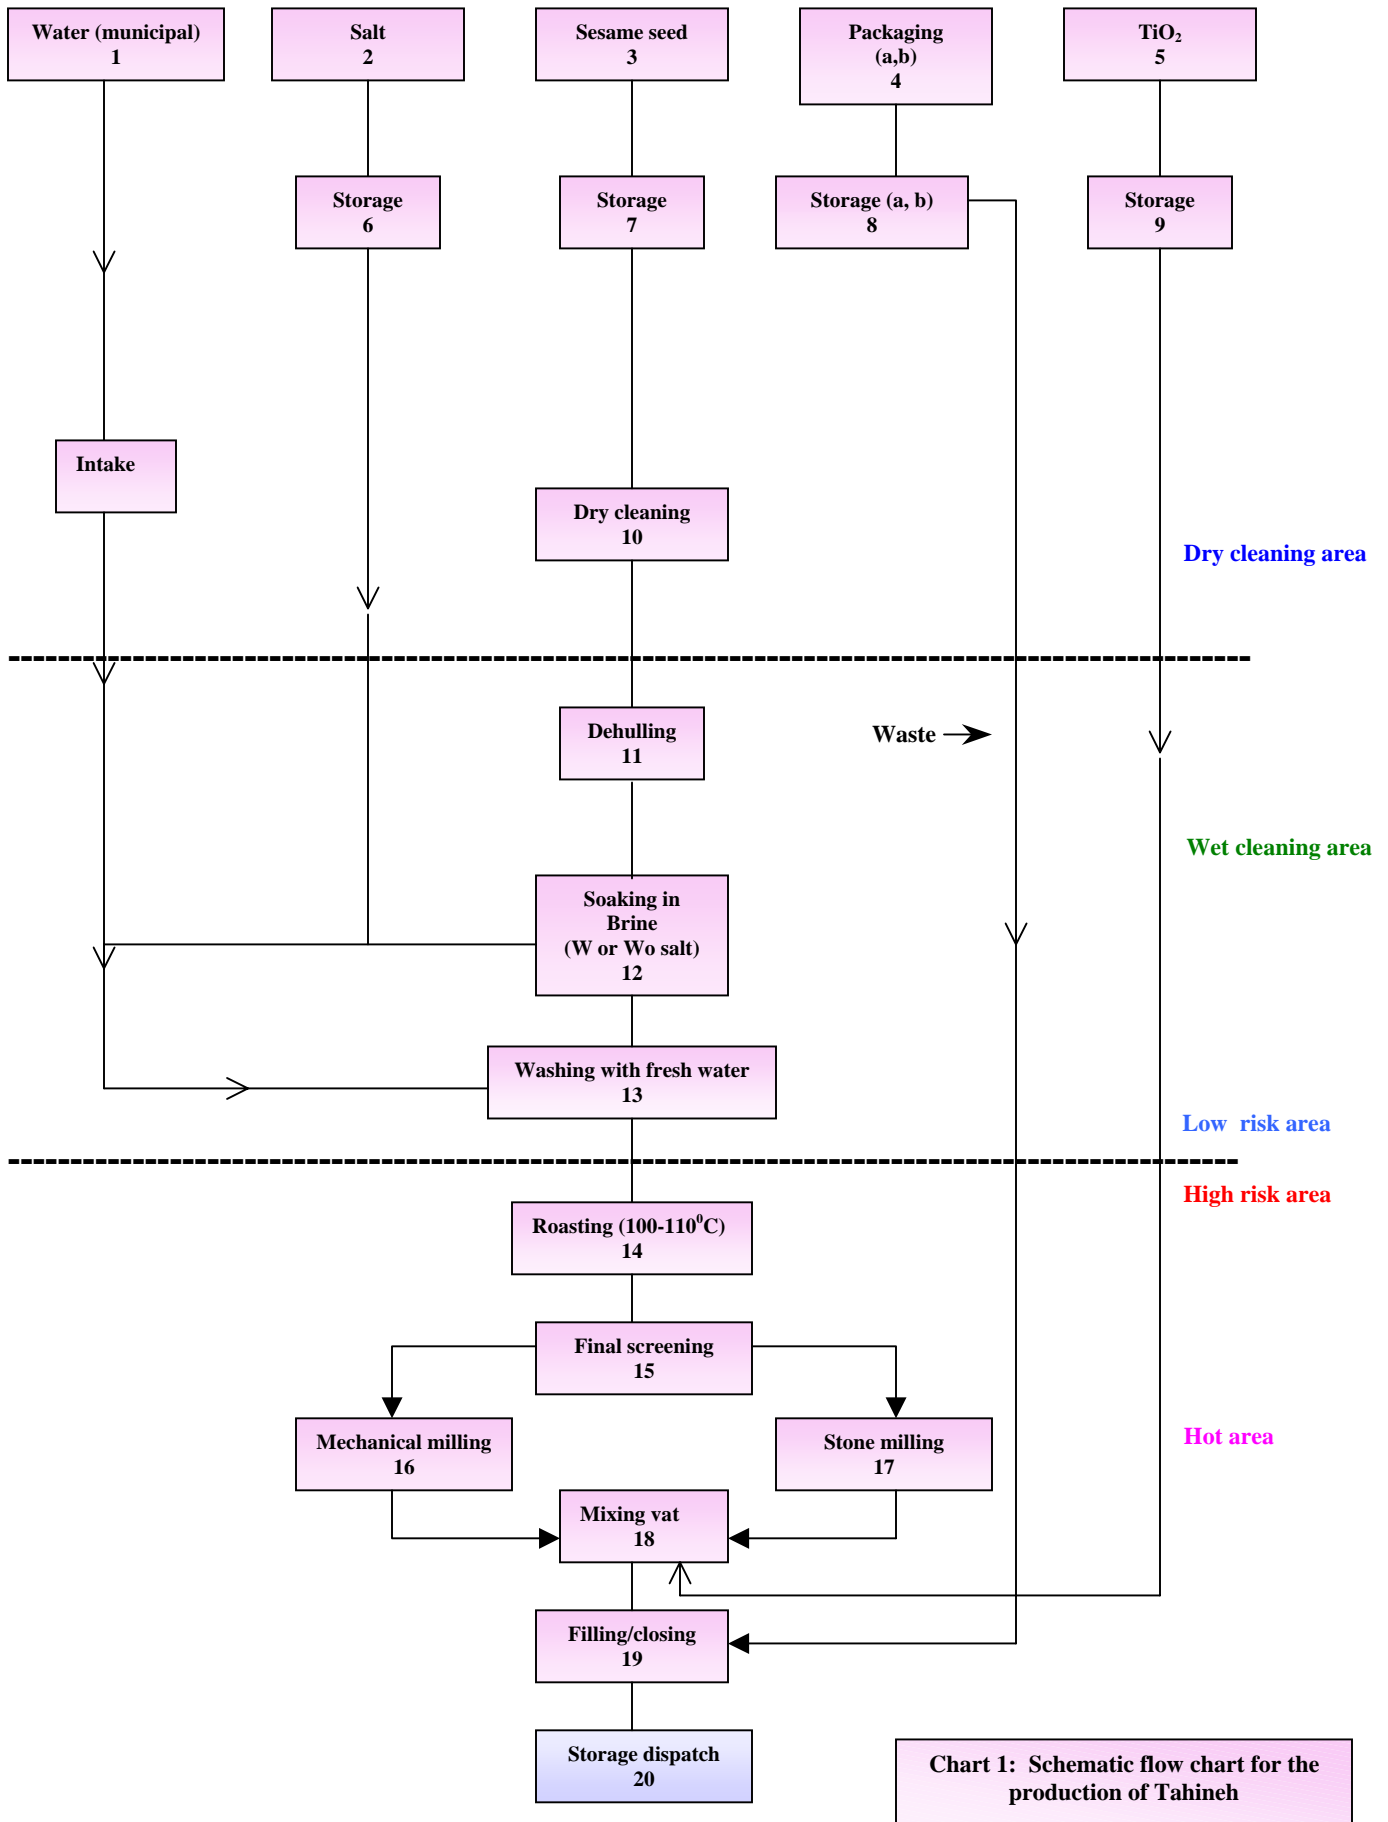 Water (municipal)
1
Salt
2
Sesame seed
3
Packaging
(a,b)
4
TiO₂
5
Storage
6
Storage
7
Storage (a, b)
8
Storage
9
Intake
Dry cleaning
10
Dry cleaning area
Dehulling
11
Waste
Wet cleaning area
Soaking in
Brine
(W or Wo salt)
12
Washing with fresh water
13
Low risk area
High risk area
Roasting (100-110⁰C)
14
Final screening
15
Mechanical milling
16
Stone milling
17
Hot area
Mixing vat
18
Filling/closing
19
Storage dispatch
20
Chart 1: Schematic flow chart for the
production of Tahineh